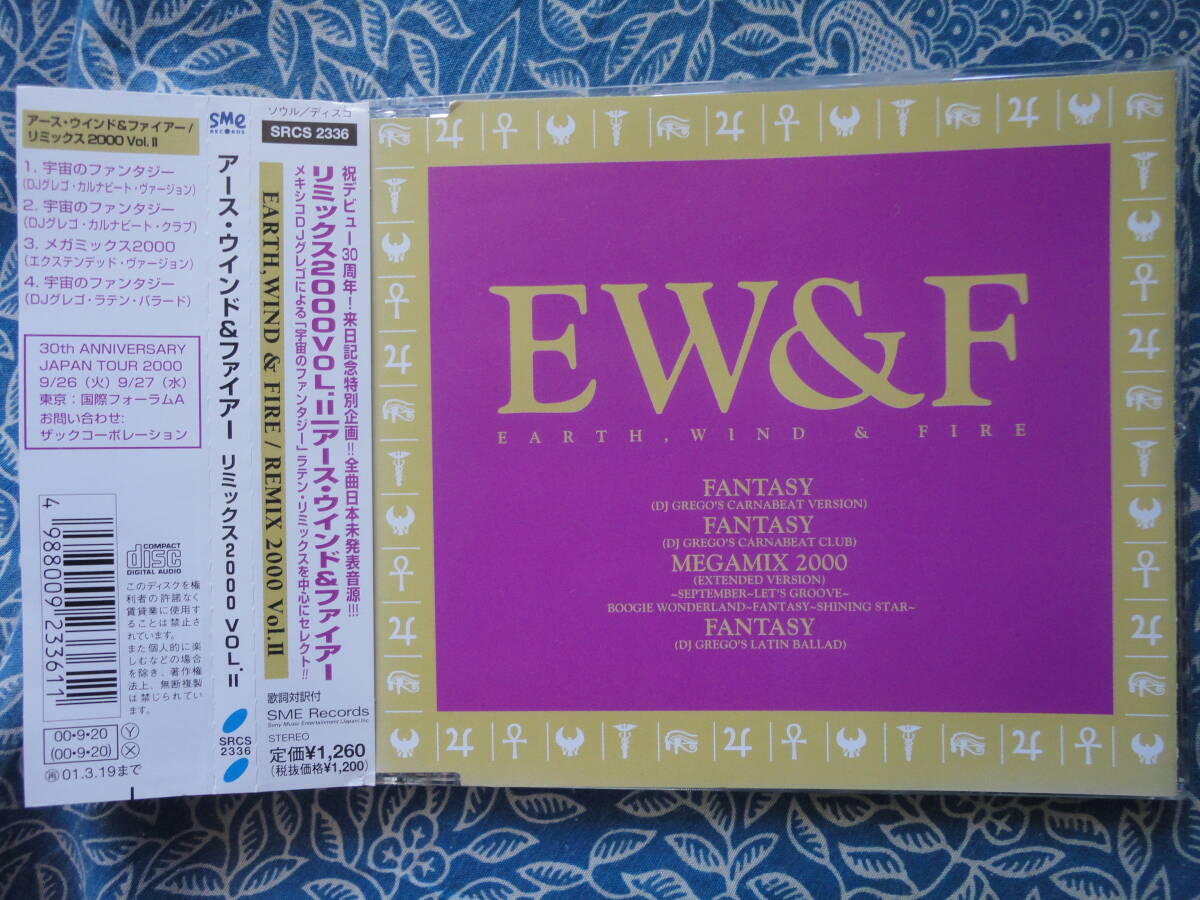 アース・ウインド&ファイアー/
リミックス2000 Vol.Ⅱ
1. 宇宙のファンタジー
(DJグレゴ・カルナビート・ヴァージョン)
2. 宇宙のファンタジー
(DJグレゴ・カルナビート・クラブ)
3. メガミックス2000
(エクステンデッド・ヴァージョン)
4. 宇宙のファンタジー
(DJグレゴ・ラテン・バラード)
30th ANNIVERSARY
JAPAN TOUR 2000
9/26(火)9/27(水)
東京:国際フォーラムA
お問い合わせ:
ザックコーポレーション
4 988009 233611
COMPACT
disc
DIGITAL AUDIO
このディスクを権
利者の許諾なく
賃貸業に使用す
ることは禁止さ
れています。
また個人的に楽
しむなどの場合
を除き、著作権
法上、無断複製
は禁じられてい
ます。
00・9・20 Y
(00・9・20) X
再 01.3.19まで
SME
RECORDS
アース・ウインド&ファイアー リミックス2000 VOL.II
SRCS
2336
ソウル/ディスコ
SRCS 2336
祝デビュー30周年!来日記念特別企画!!全曲日本未発表音源!!!
リミックス2000VOL.II/アース・ウインド&ファイアー
メキシコDJグレゴによる「宇宙のファンタジー」ラテン・リミックスを中心にセレクト!!
EARTH, WIND & FIRE / REMIX 2000 Vol.II
歌詞対訳付
SME Records
Sony Music Entertainment (Japan) Inc.
STEREO
定価¥1,260
(税抜価格¥1,200)
EW&F
EARTH, WIND & FIRE
FANTASY
(DJ GREGO'S CARNABEAT VERSION)
FANTASY
(DJ GREGO'S CARNABEAT CLUB)
MEGAMIX 2000
(EXTENDED VERSION)
~SEPTEMBER~LET'S GROOVE~
BOOGIE WONDERLAND~FANTASY~SHINING STAR~
FANTASY
(DJ GREGO'S LATIN BALLAD)